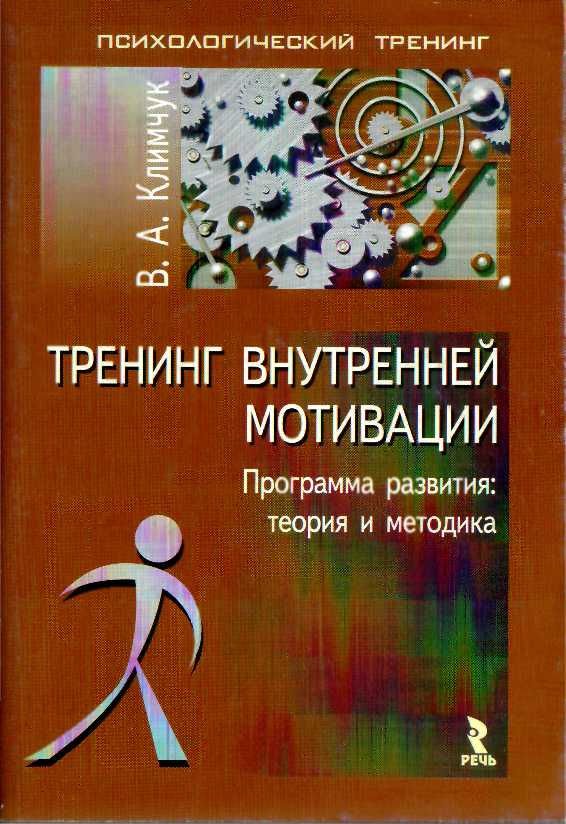 ПСИХОЛОГИЧЕСКИЙ ТРЕНИНГ
В. А. Климчук
ТРЕНИНГ ВНУТРЕННЕЙ
МОТИВАЦИИ
Программа развития:
теория и методика
РЕЧЬ